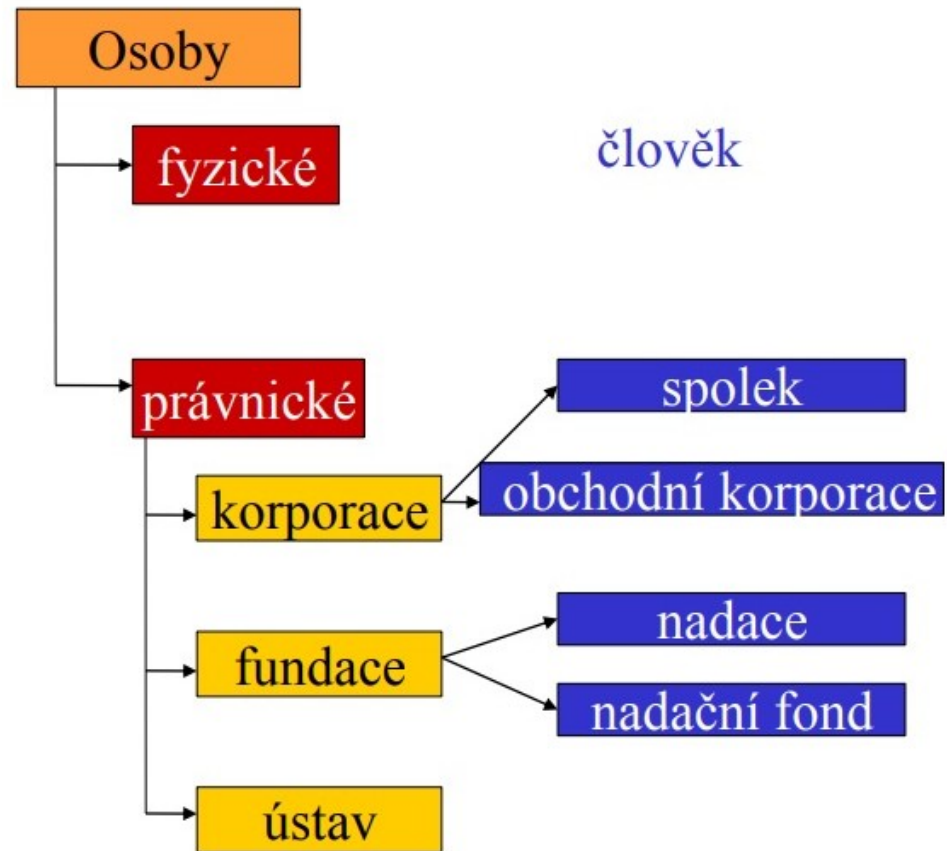 Osoby
fyzické
člověk
právnické
spolek
korporace
obchodní korporace
fundace
nadace
nadační fond
ústav